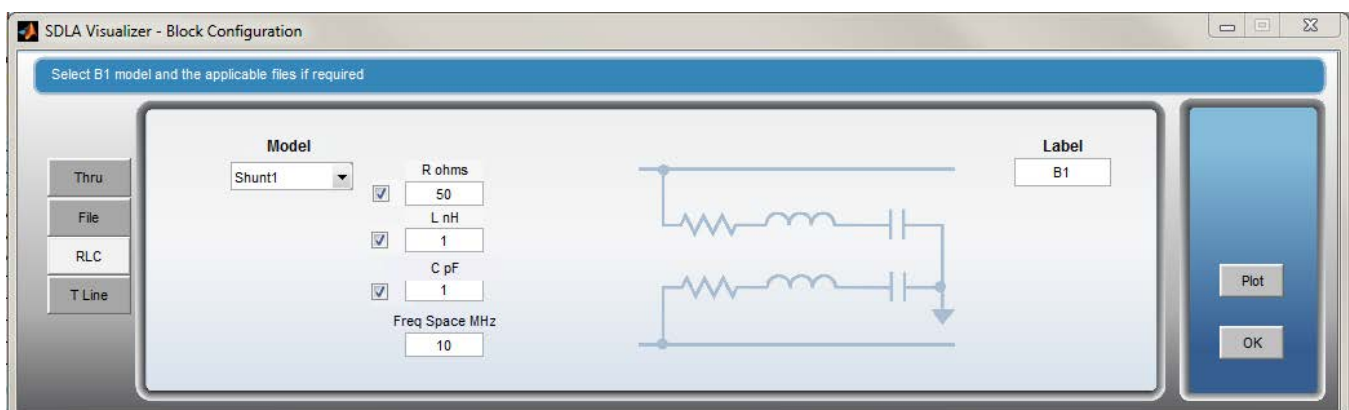 SDLA Visualizer - Block Configuration
Select B1 model and the applicable files if required
Thru
File
RLC
T Line
Model
Shunt1
R ohms
50
L nH
1
C pF
1
Freq Space MHz
10
Label
B1
Plot
OK